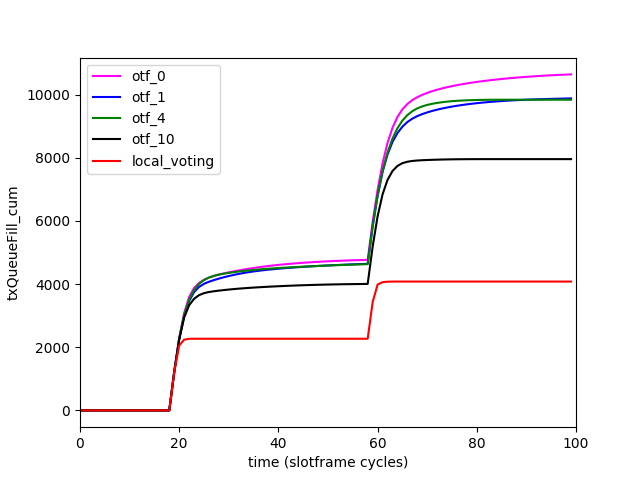 otf_0
otf_1
otf_4
otf_10
local_voting
txQueueFill_cum
10000
8000
6000
4000
2000
0
0 20 40 60 80 100
time (slotframe cycles)